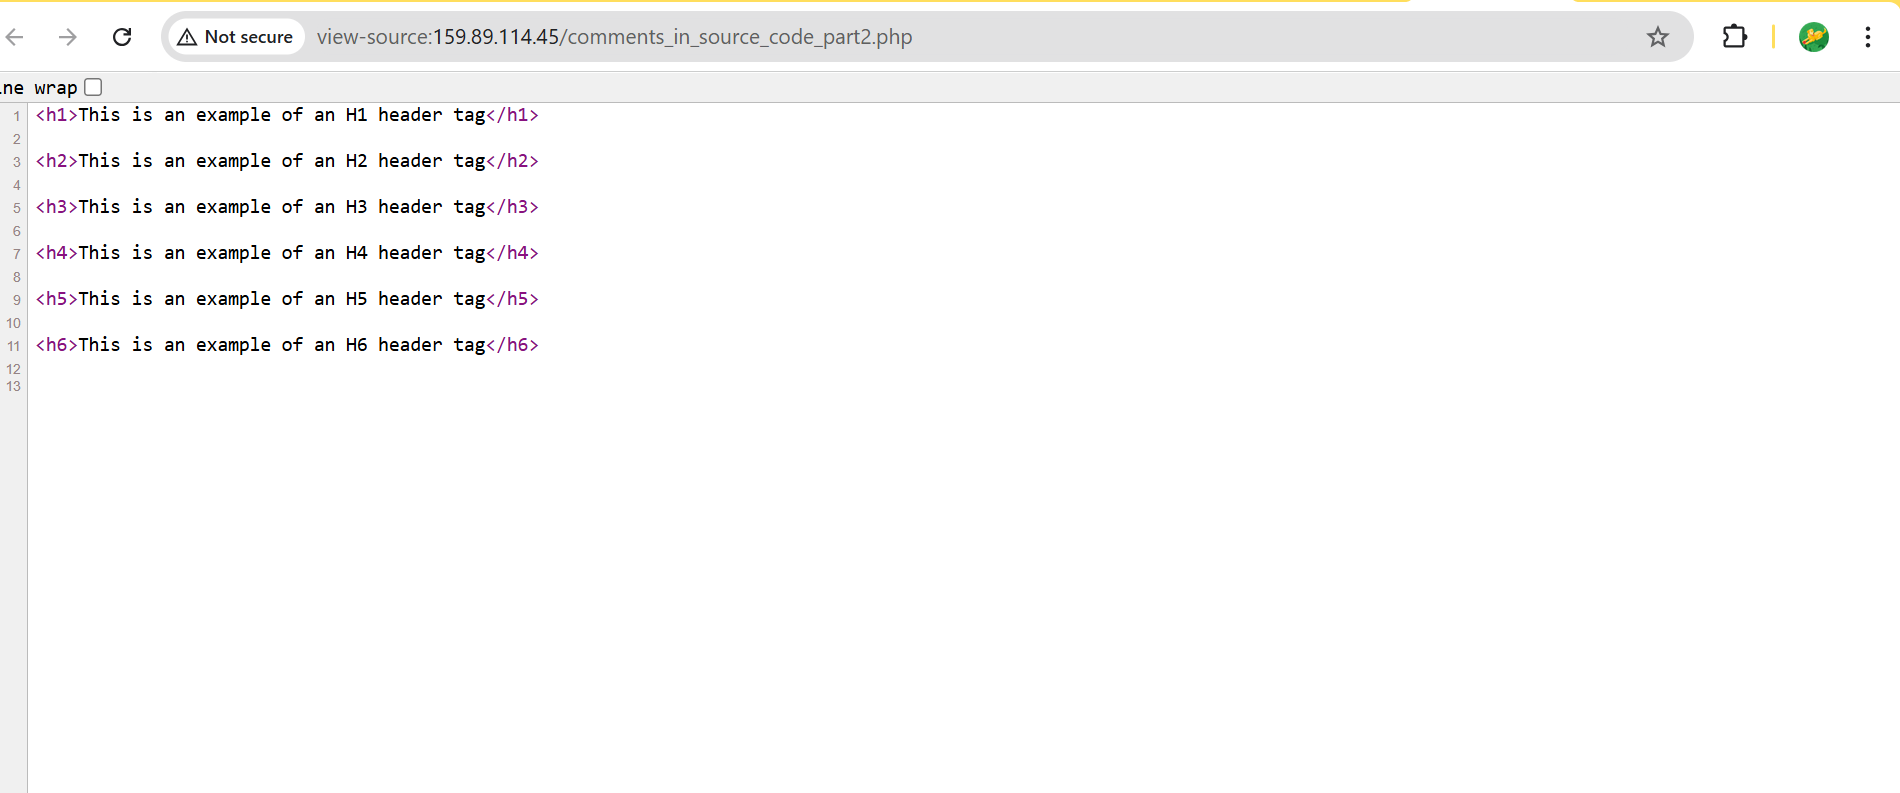 Not secure view-source:159.89.114.45/comments_in_source_code_part2.php
ne wrap
1 <h1>This is an example of an H1 header tag</h1>
2
3 <h2>This is an example of an H2 header tag</h2>
4
5 <h3>This is an example of an H3 header tag</h3>
6
7 <h4>This is an example of an H4 header tag</h4>
8
9 <h5>This is an example of an H5 header tag</h5>
10
11 <h6>This is an example of an H6 header tag</h6>
12
13